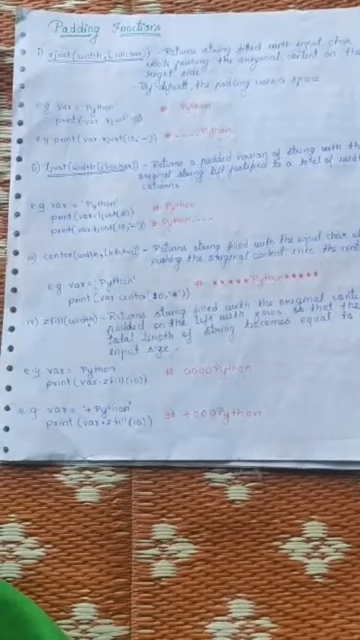 Padding Functions
i) rjust(width, fillchar) - Returns string filled with input char
while pushing the original content on the
right side
- By default, the padding uses a space
e.g var = 'Python'
print(var.rjust(10)) # Python
e.g print(var.rjust(10, '-')) # ----Python
ii) ljust(width, fillchar) - Returns a padded version of string with the
original string left justified to a total of width
columns.
e.g var = 'Python'
print(var.ljust(10)) # Python
print(var.ljust(10, '-')) # Python----
iii) center(width, fillchar) - Returns string filled with the input char
pushing the original content into the
e.g var = 'Python'
print(var.center(20, '*')) # *****Python*****
iv) zfill(width) - Returns string filled with the original
padded on the left with zeros so that the
total length of string becomes equal to
input size.
e.g var = 'Python'
print(var.zfill(10)) # 0000Python
e.g var = '+Python'
print(var.zfill(10)) # +000Python